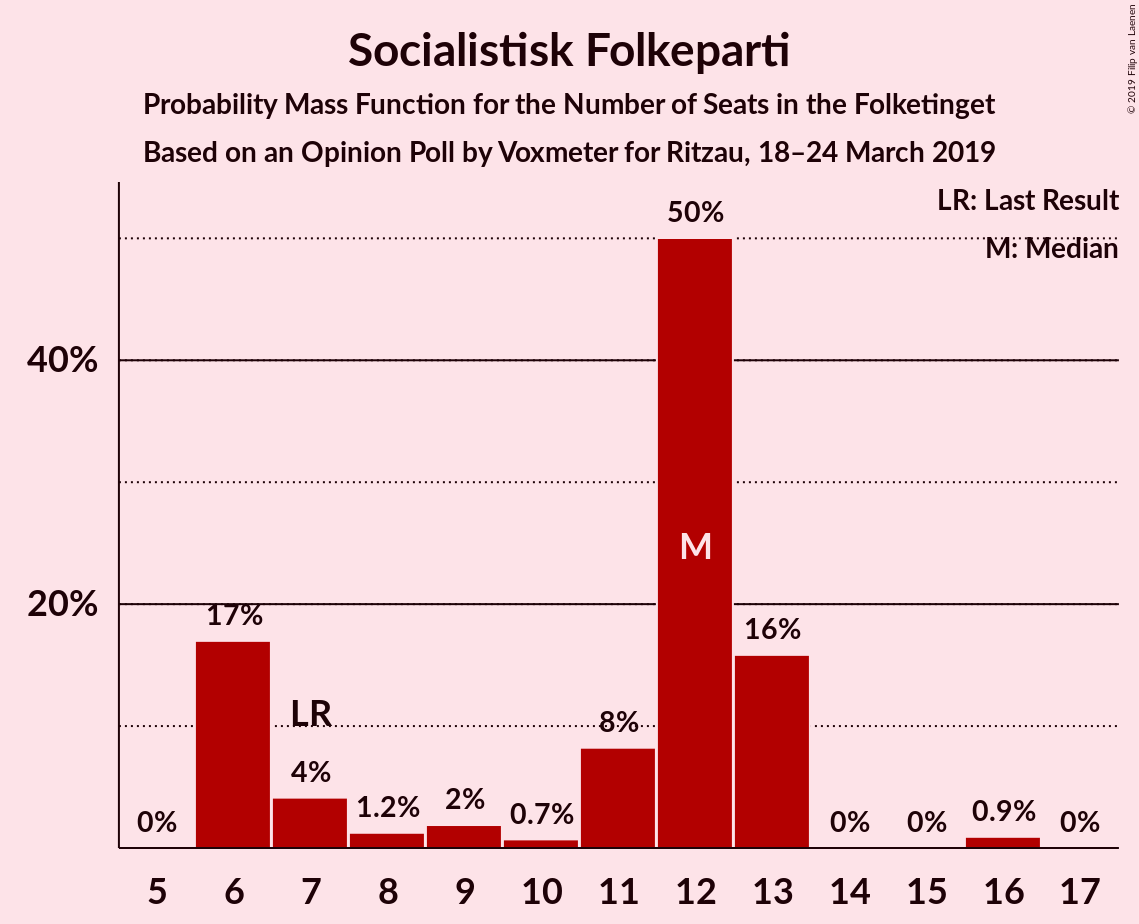 Socialistisk Folkeparti
Probability Mass Function for the Number of Seats in the Folketinget
Based on an Opinion Poll by Voxmeter for Ritzau, 18–24 March 2019
© 2019 Filip van Laenen
LR: Last Result
M: Median
50%
40%
M
20%
17%
16%
LR
8%
4%
1.2%
2%
0.7%
0%
0%
0%
0.9%
0%
5 6 7 8 9 10 11 12 13 14 15 16 17